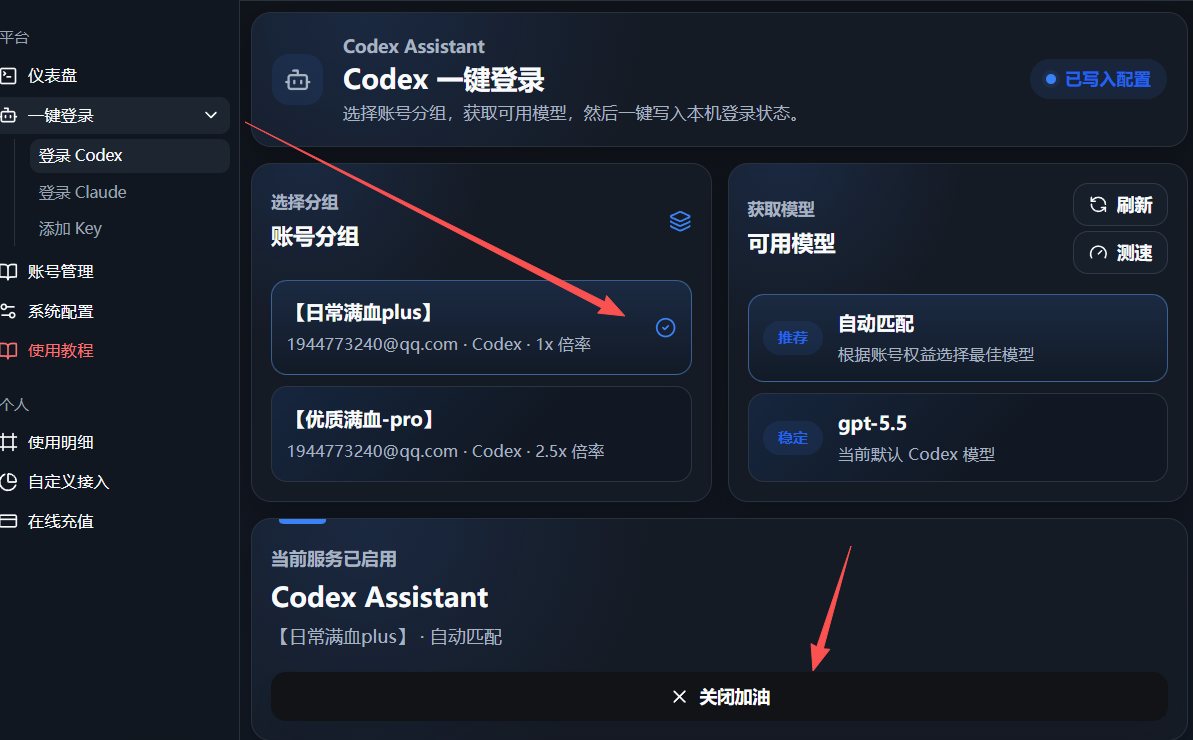 平台
仪表盘
一键登录
登录 Codex
登录 Claude
添加 Key
账号管理
系统配置
使用教程
个人
使用明细
自定义接入
在线充值
Codex Assistant
Codex 一键登录
选择账号分组，获取可用模型，然后一键写入本机登录状态。
已写入配置
选择分组
账号分组
【日常满血plus】
1944773240@qq.com · Codex · 1x 倍率
【优质满血-pro】
1944773240@qq.com · Codex · 2.5x 倍率
获取模型
可用模型
刷新
测速
推荐
自动匹配
根据账号权益选择最佳模型
稳定
gpt-5.5
当前默认 Codex 模型
当前服务已启用
Codex Assistant
【日常满血plus】 · 自动匹配
关闭加油